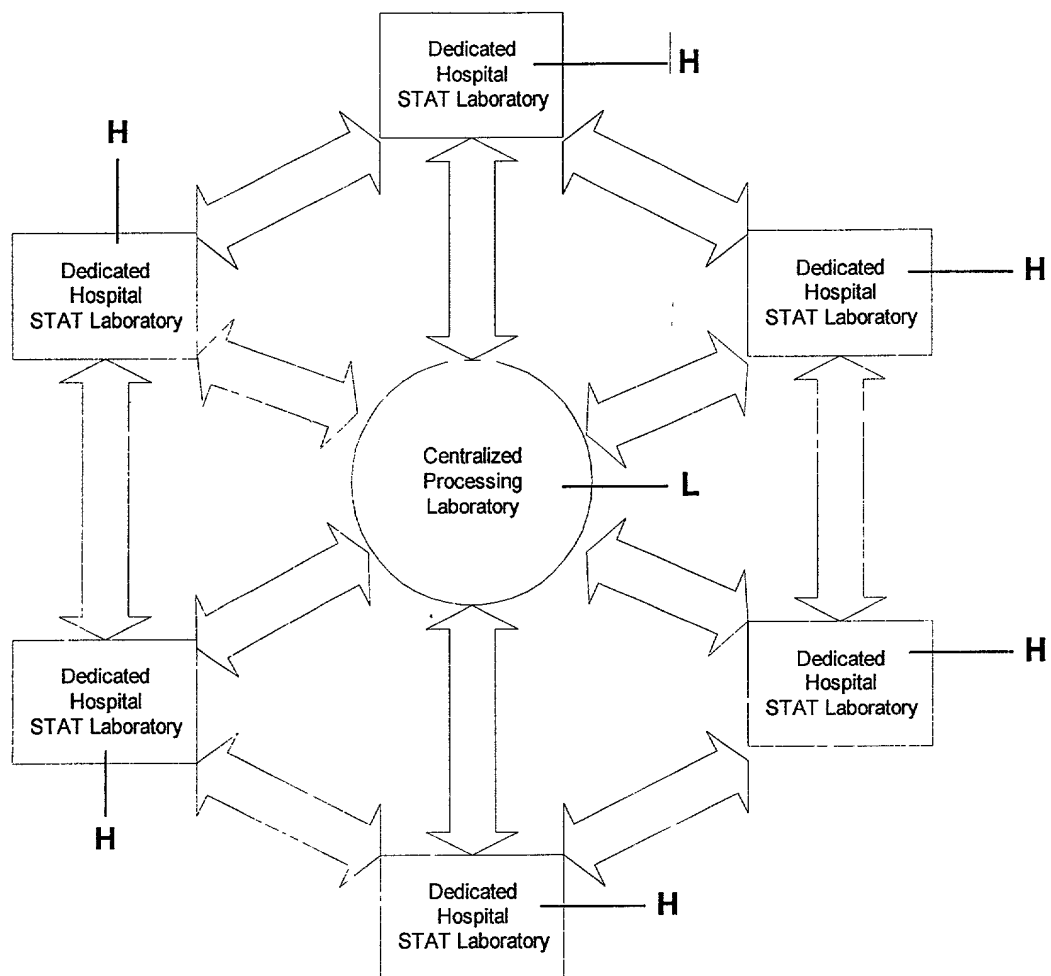 Dedicated
Hospital
STAT Laboratory
H
H
Dedicated
Hospital
STAT Laboratory
Dedicated
Hospital
STAT Laboratory
H
Centralized
Processing
Laboratory
L
Dedicated
Hospital
STAT Laboratory
H
Dedicated
Hospital
STAT Laboratory
H
Dedicated
Hospital
STAT Laboratory
H